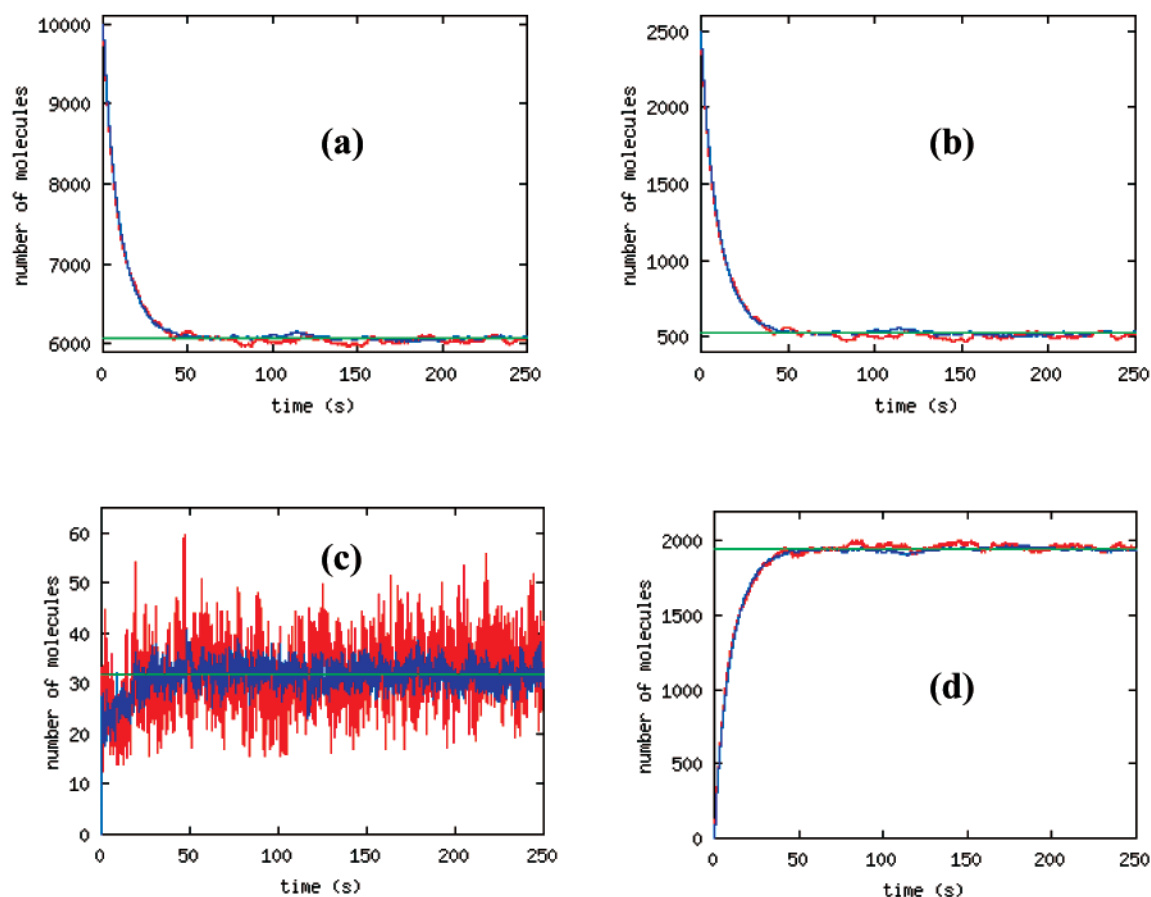 10000
9000
8000
7000
6000
number of molecules
(a)
0 50 100 150 200 250
time (s)
2500
2000
1500
1000
500
number of molecules
(b)
0 50 100 150 200 250
time (s)
60
50
40
30
20
10
0
number of molecules
(c)
0 50 100 150 200 250
time (s)
2000
1500
1000
500
0
number of molecules
(d)
0 50 100 150 200 250
time (s)